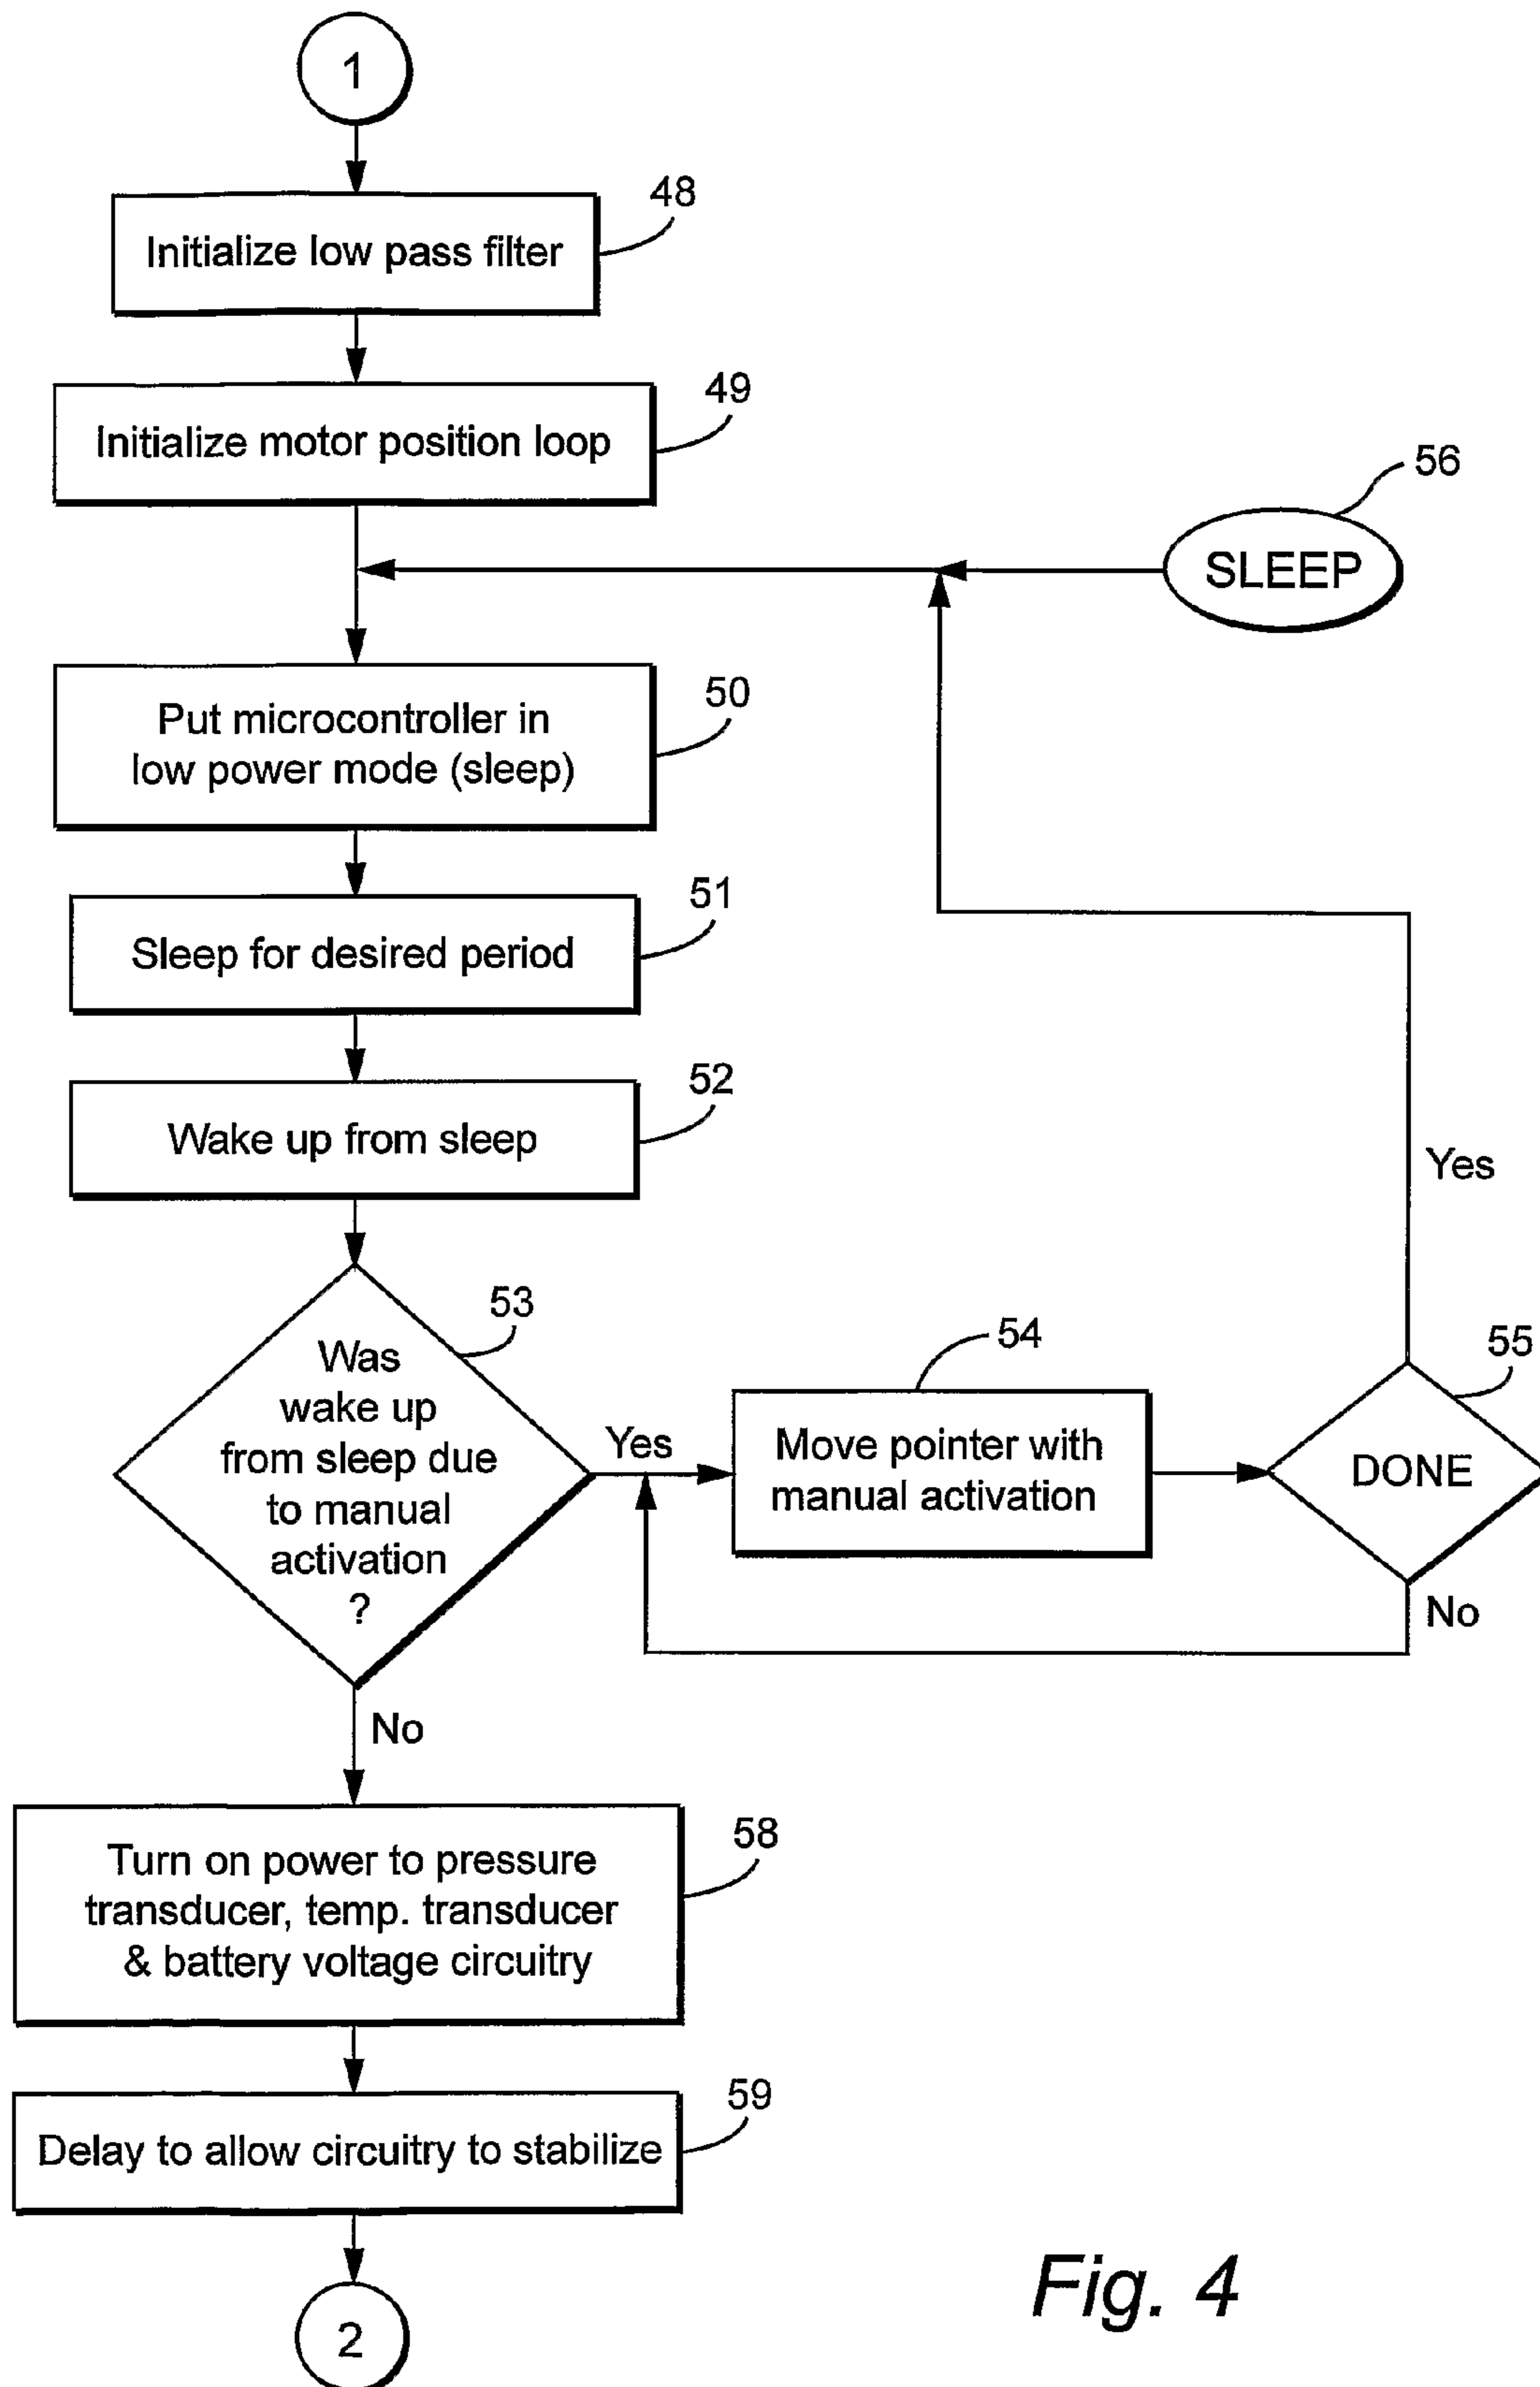 1
48
Initialize low pass filter
49
Initialize motor position loop
56
SLEEP
50
Put microcontroller in
low power mode (sleep)
51
Sleep for desired period
52
Wake up from sleep
Yes
53
Was
wake up
from sleep due
to manual
activation
?
Yes
54
Move pointer with
manual activation
55
DONE
No
No
58
Turn on power to pressure
transducer, temp. transducer
& battery voltage circuitry
59
Delay to allow circuitry to stabilize
2
Fig. 4